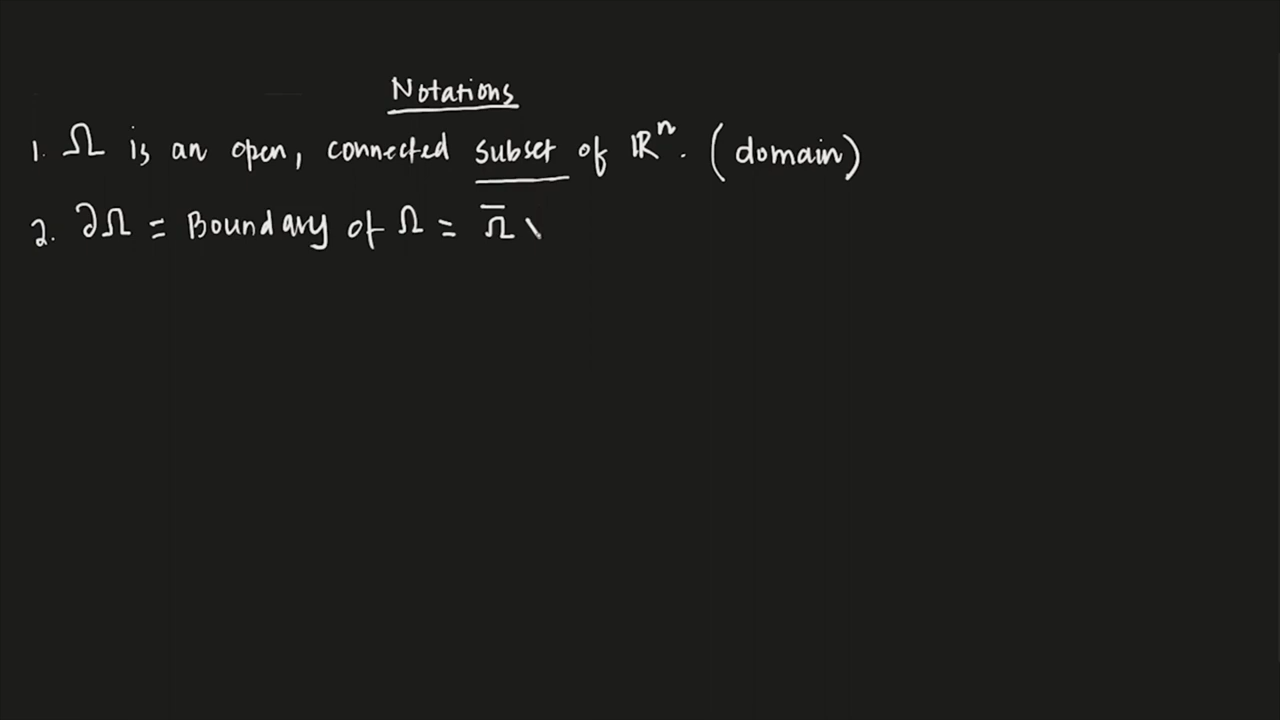 Notations
1. Ω is an open, connected subset of ℝⁿ. (domain)
2. ∂Ω = Boundary of Ω = Ω̅ \